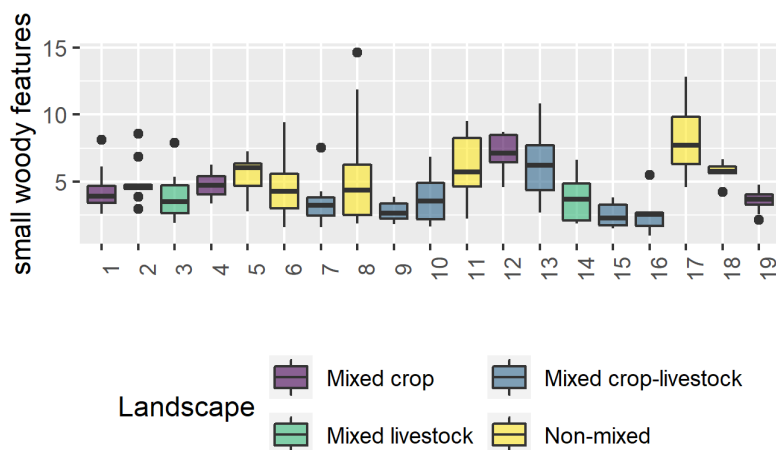 small woody features
15
10
5
1 2 3 4 5 6 7 8 9 10 11 12 13 14 15 16 17 18 19
Landscape
Mixed crop
Mixed crop-livestock
Mixed livestock
Non-mixed